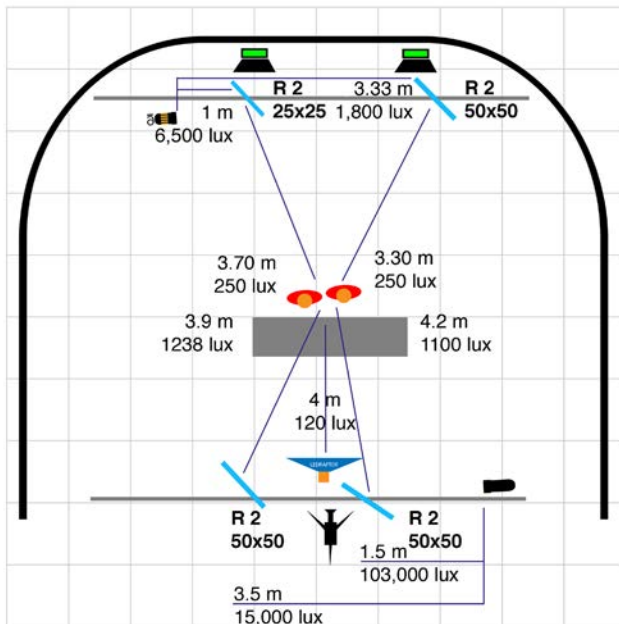 R 2
25x25
3.33 m
1,800 lux
R 2
50x50
1 m
6,500 lux
3.70 m
250 lux
3.30 m
250 lux
3.9 m
1238 lux
4.2 m
1100 lux
4 m
120 lux
R 2
50x50
R 2
50x50
1.5 m
103,000 lux
3.5 m
15,000 lux